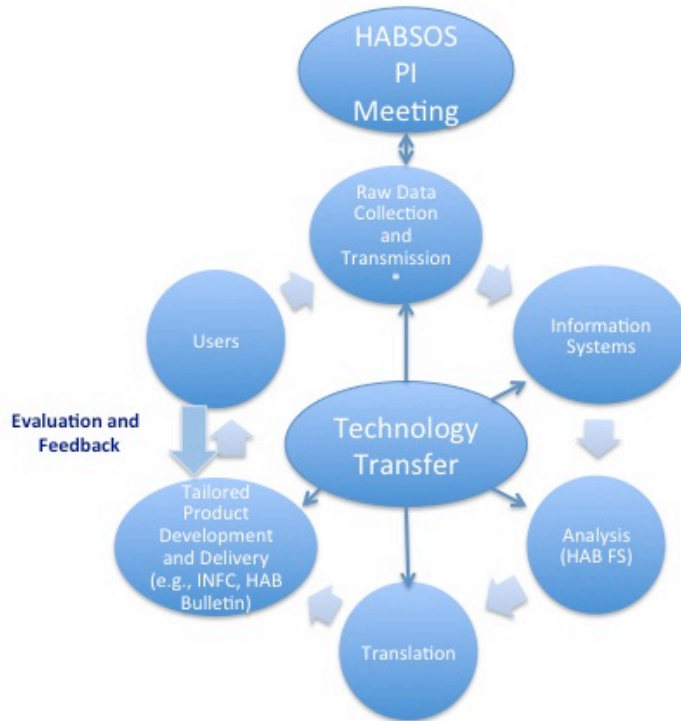 HABSOS
PI
Meeting
Raw Data
Collection
and
Transmission
*
Users
Information
Systems
Evaluation and
Feedback
Technology
Transfer
Tailored
Product
Development
and Delivery
(e.g., INFC, HAB
Bulletin)
Analysis
(HAB FS)
Translation